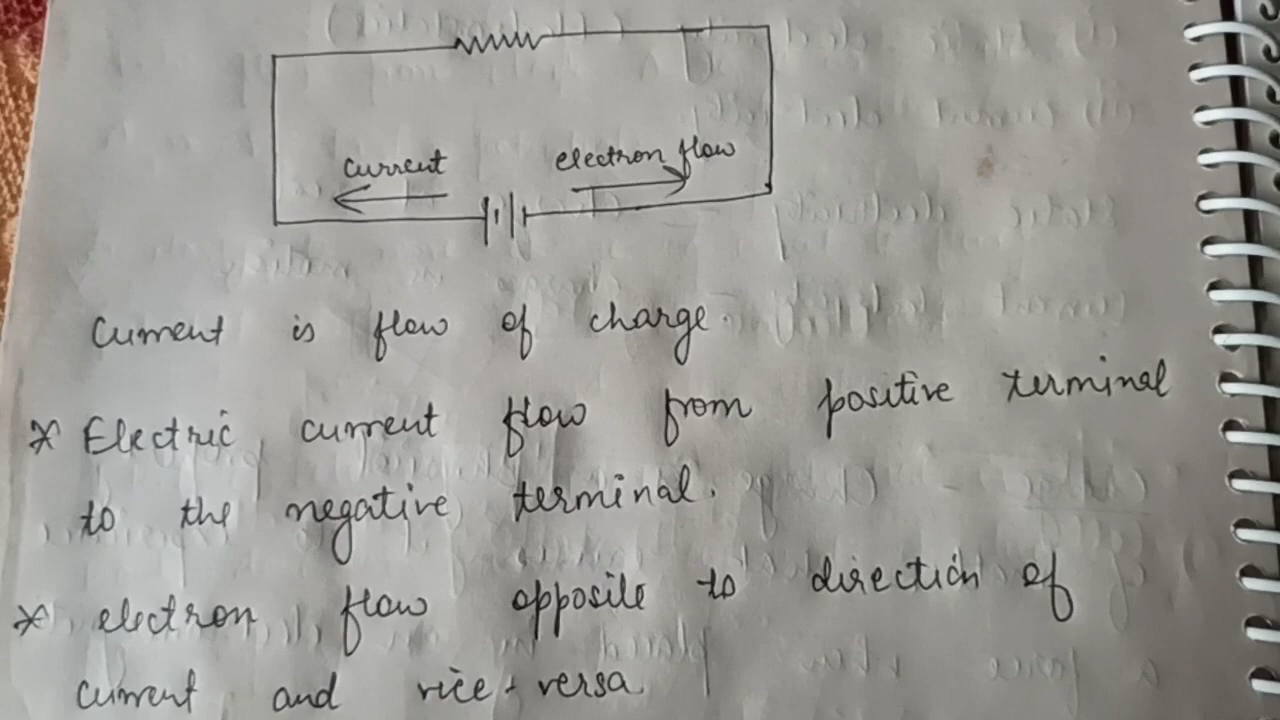 current
electron flow
Current is flow of charge.
* Electric current flow from positive terminal
to the negative terminal.
* electron flow opposite to direction of
current and vice-versa